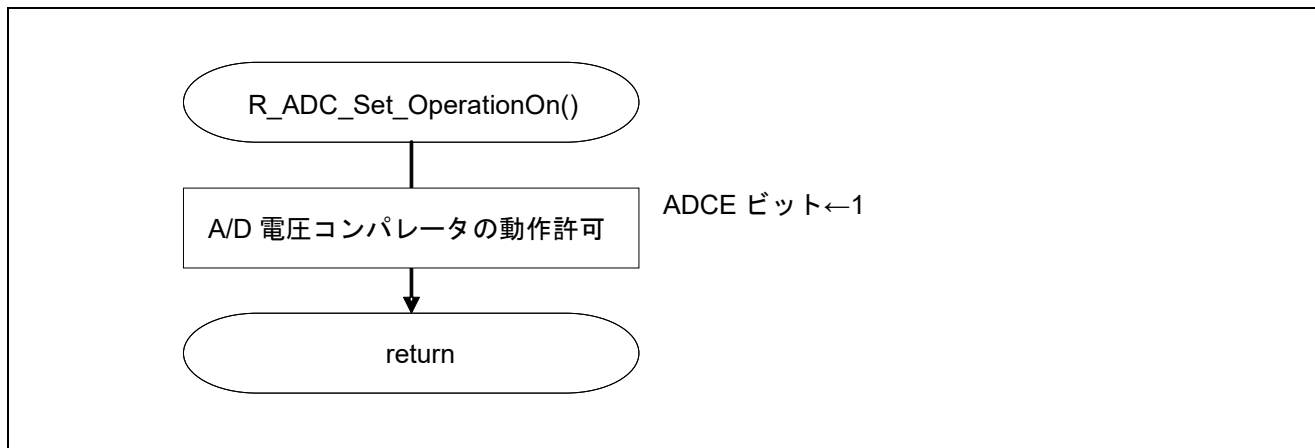 R_ADC_Set_OperationOn()
A/D 電圧コンパレータの動作許可
ADCE ビット←1
return